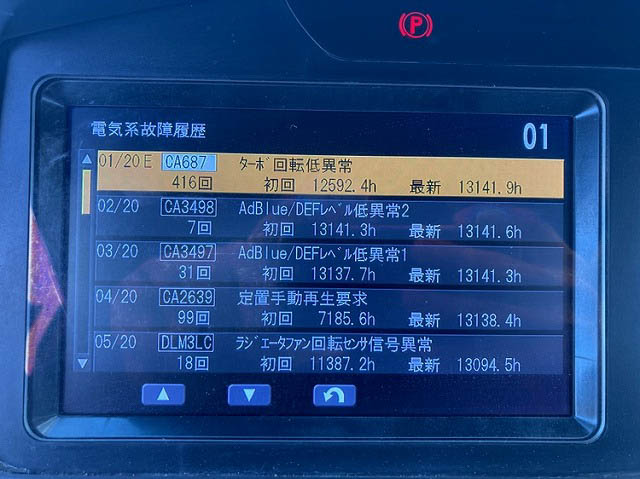 P
電気系故障履歴 01
01/20 E CA687 ターボ回転低異常
416回 初回 12592.4h 最新 13141.9h
02/20 CA3498 AdBlue/DEFレベル低異常2
7回 初回 13141.3h 最新 13141.6h
03/20 CA3497 AdBlue/DEFレベル低異常1
31回 初回 13137.7h 最新 13141.3h
04/20 CA2639 定置手動再生要求
99回 初回 7185.6h 最新 13138.4h
05/20 DLM3LC ラジエータファン回転センサ信号異常
18回 初回 11387.2h 最新 13094.5h